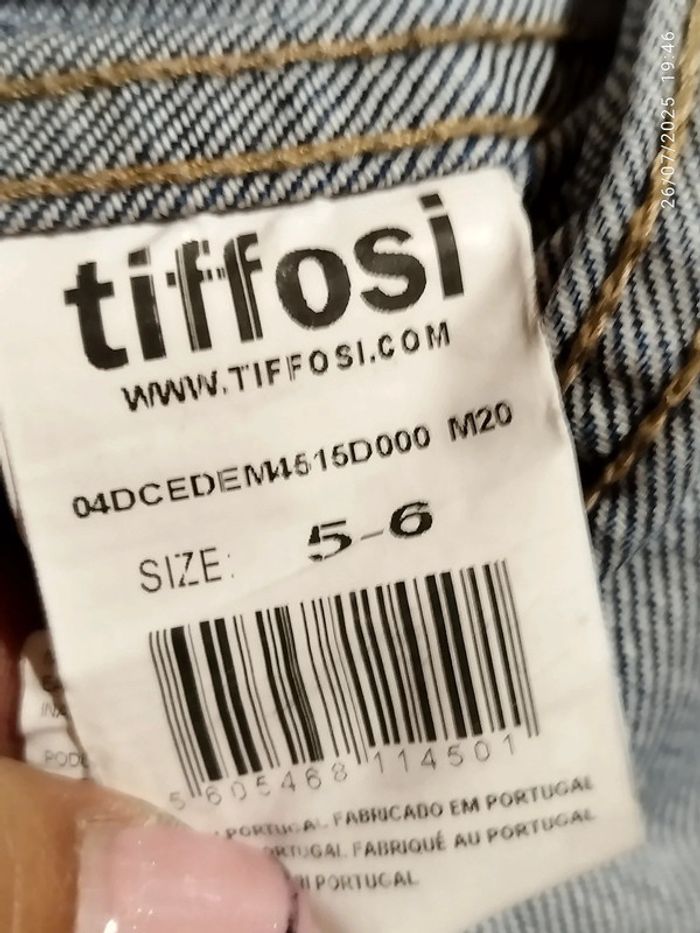 26/07/2025 19:46
tiffosi
WWW.TIFFOSI.COM
04DCEDEM4515D000 M20
SIZE: 5-6
5 605468 114501
PORTUGAL FABRICADO EM PORTUGAL
FABRIQUÉ AU PORTUGAL
PORTUGAL